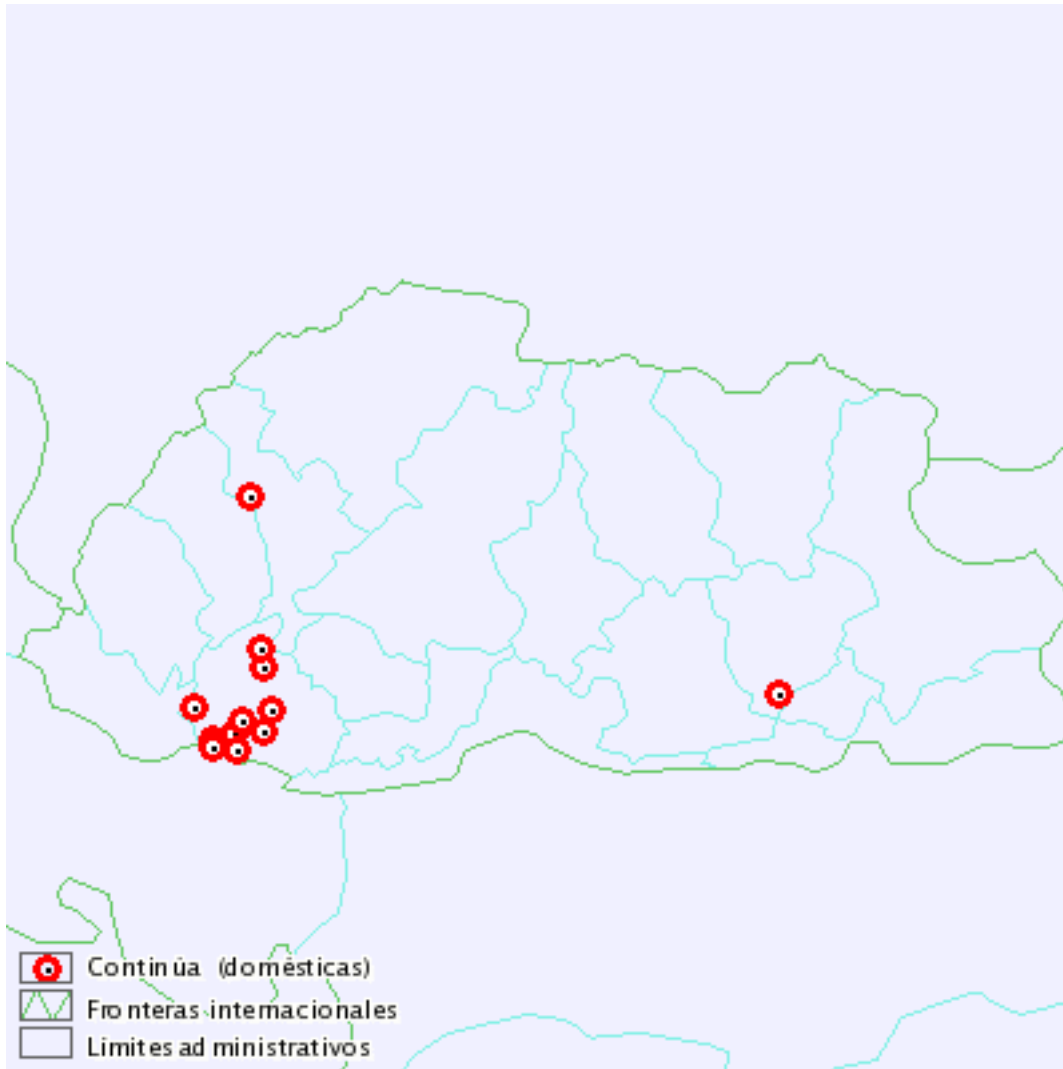 Continúa (domésticas)
Fronteras internacionales
Límites administrativos